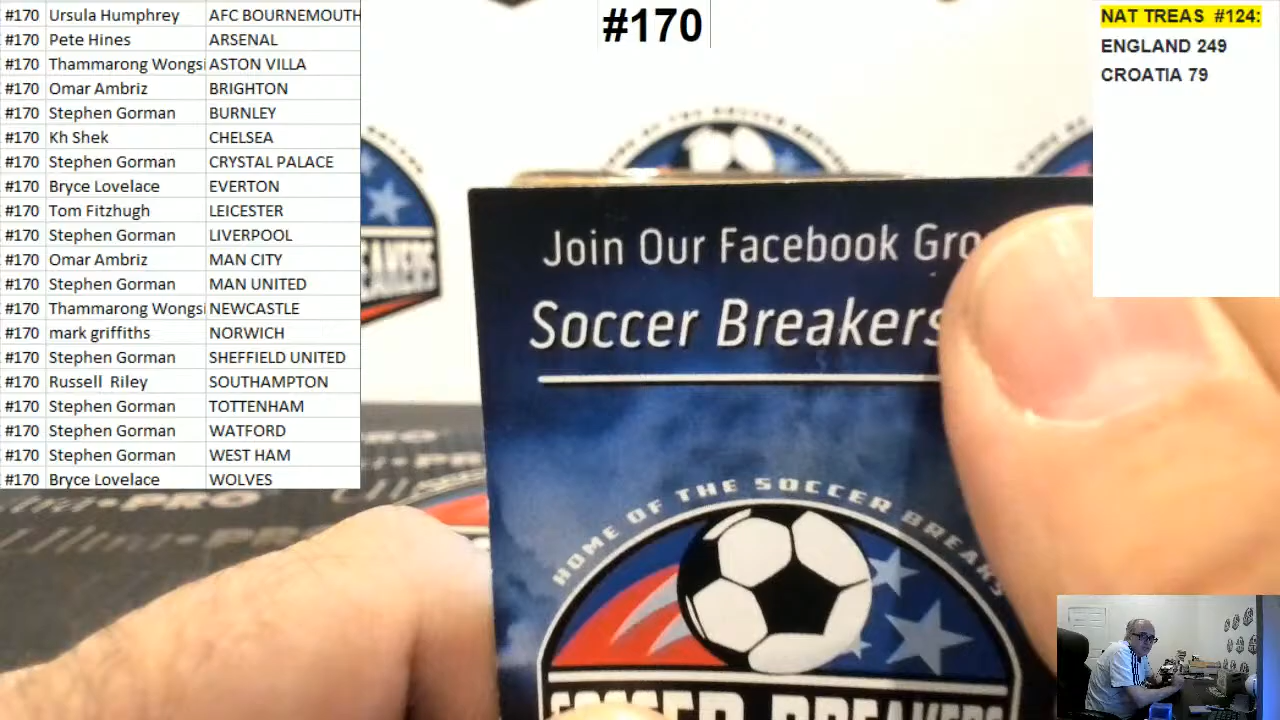 #170 Ursula Humphrey AFC BOURNEMOUTH
#170 Pete Hines ARSENAL
#170 Thammarong Wongsi ASTON VILLA
#170 Omar Ambriz BRIGHTON
#170 Stephen Gorman BURNLEY
#170 Kh Shek CHELSEA
#170 Stephen Gorman CRYSTAL PALACE
#170 Bryce Lovelace EVERTON
#170 Tom Fitzhugh LEICESTER
#170 Stephen Gorman LIVERPOOL
#170 Omar Ambriz MAN CITY
#170 Stephen Gorman MAN UNITED
#170 Thammarong Wongsi NEWCASTLE
#170 mark griffiths NORWICH
#170 Stephen Gorman SHEFFIELD UNITED
#170 Russell Riley SOUTHAMPTON
#170 Stephen Gorman TOTTENHAM
#170 Stephen Gorman WATFORD
#170 Stephen Gorman WEST HAM
#170 Bryce Lovelace WOLVES
#170
NAT TREAS #124:
ENGLAND 249
CROATIA 79
Join Our Facebook
Soccer Breakers
HOME OF THE SOCCER BREAKS
SOCCER BREAKERS